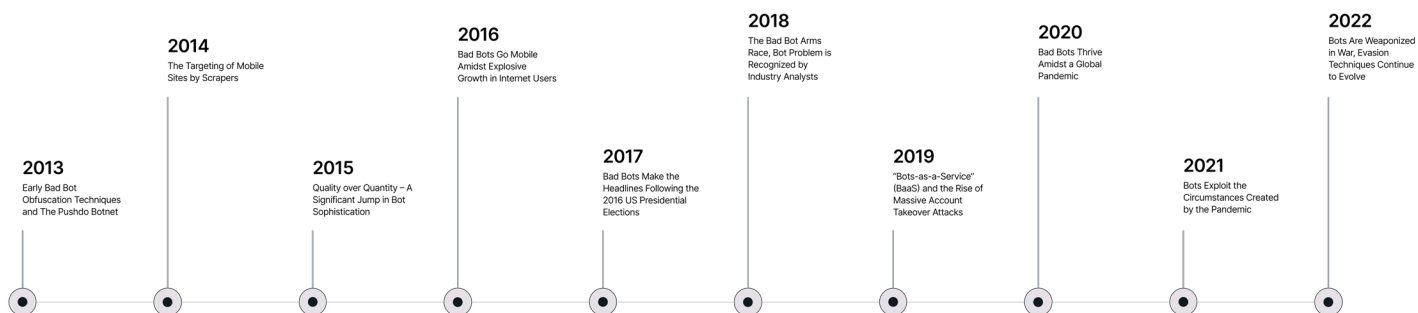 2013
Early Bad Bot
Obfuscation Techniques
and The Pushdo Botnet
2014
The Targeting of Mobile
Sites by Scrapers
2015
Quality over Quantity – A
Significant Jump in Bot
Sophistication
2016
Bad Bots Go Mobile
Amidst Explosive
Growth in Internet Users
2017
Bad Bots Make the
Headlines Following the
2016 US Presidential
Elections
2018
The Bad Bot Arms
Race, Bot Problem is
Recognized by
Industry Analysts
2019
"Bots-as-a-Service"
(BaaS) and the Rise of
Massive Account
Takeover Attacks
2020
Bad Bots Thrive
Amidst a Global
Pandemic
2021
Bots Exploit the
Circumstances Created
by the Pandemic
2022
Bots Are Weaponized
in War, Evasion
Techniques Continue
to Evolve